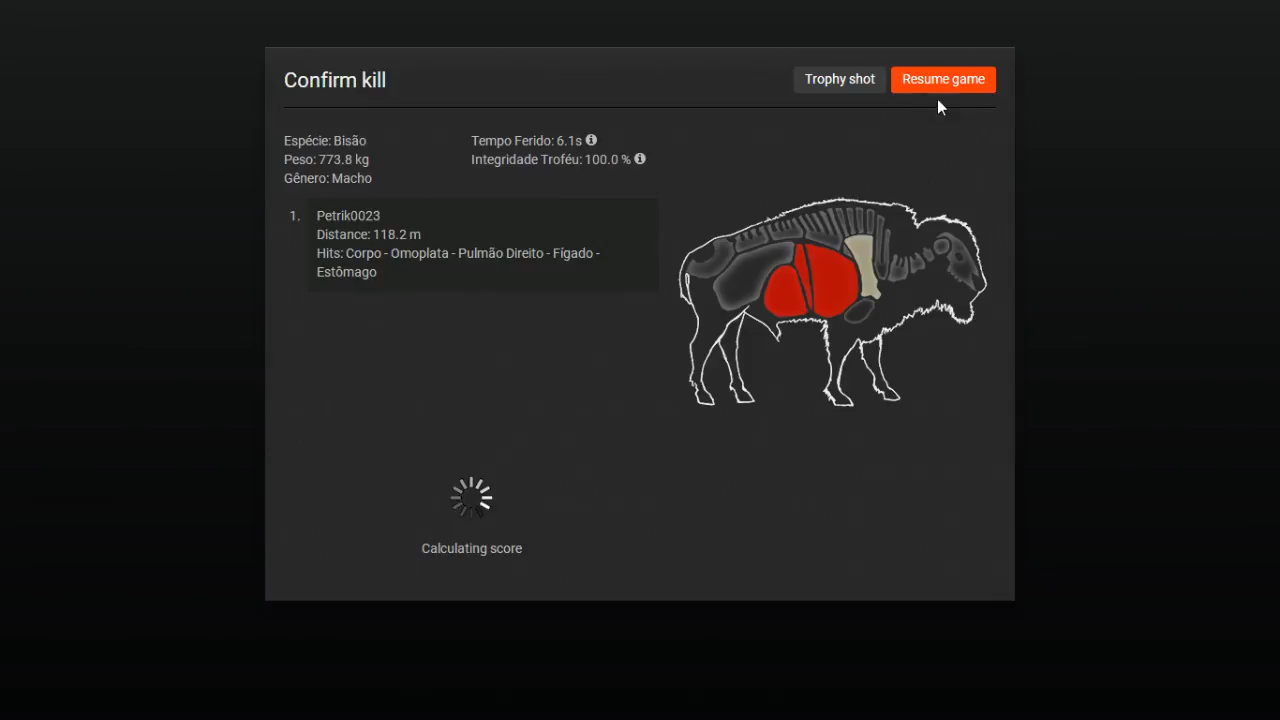 Confirm kill
Trophy shot
Resume game
Espécie: Bisão
Peso: 773.8 kg
Gênero: Macho
Tempo Ferido: 6.1s
Integridade Troféu: 100.0 %
1.
Petrik0023
Distance: 118.2 m
Hits: Corpo - Omoplata - Pulmão Direito - Fígado -
Estômago
Calculating score